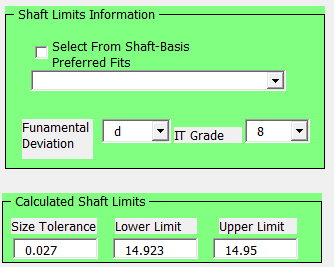 Shaft Limits Information
Select From Shaft-Basis
Preferred Fits
Funamental
Deviation
d
IT Grade
8
Calculated Shaft Limits
Size Tolerance
Lower Limit
Upper Limit
0.027
14.923
14.95